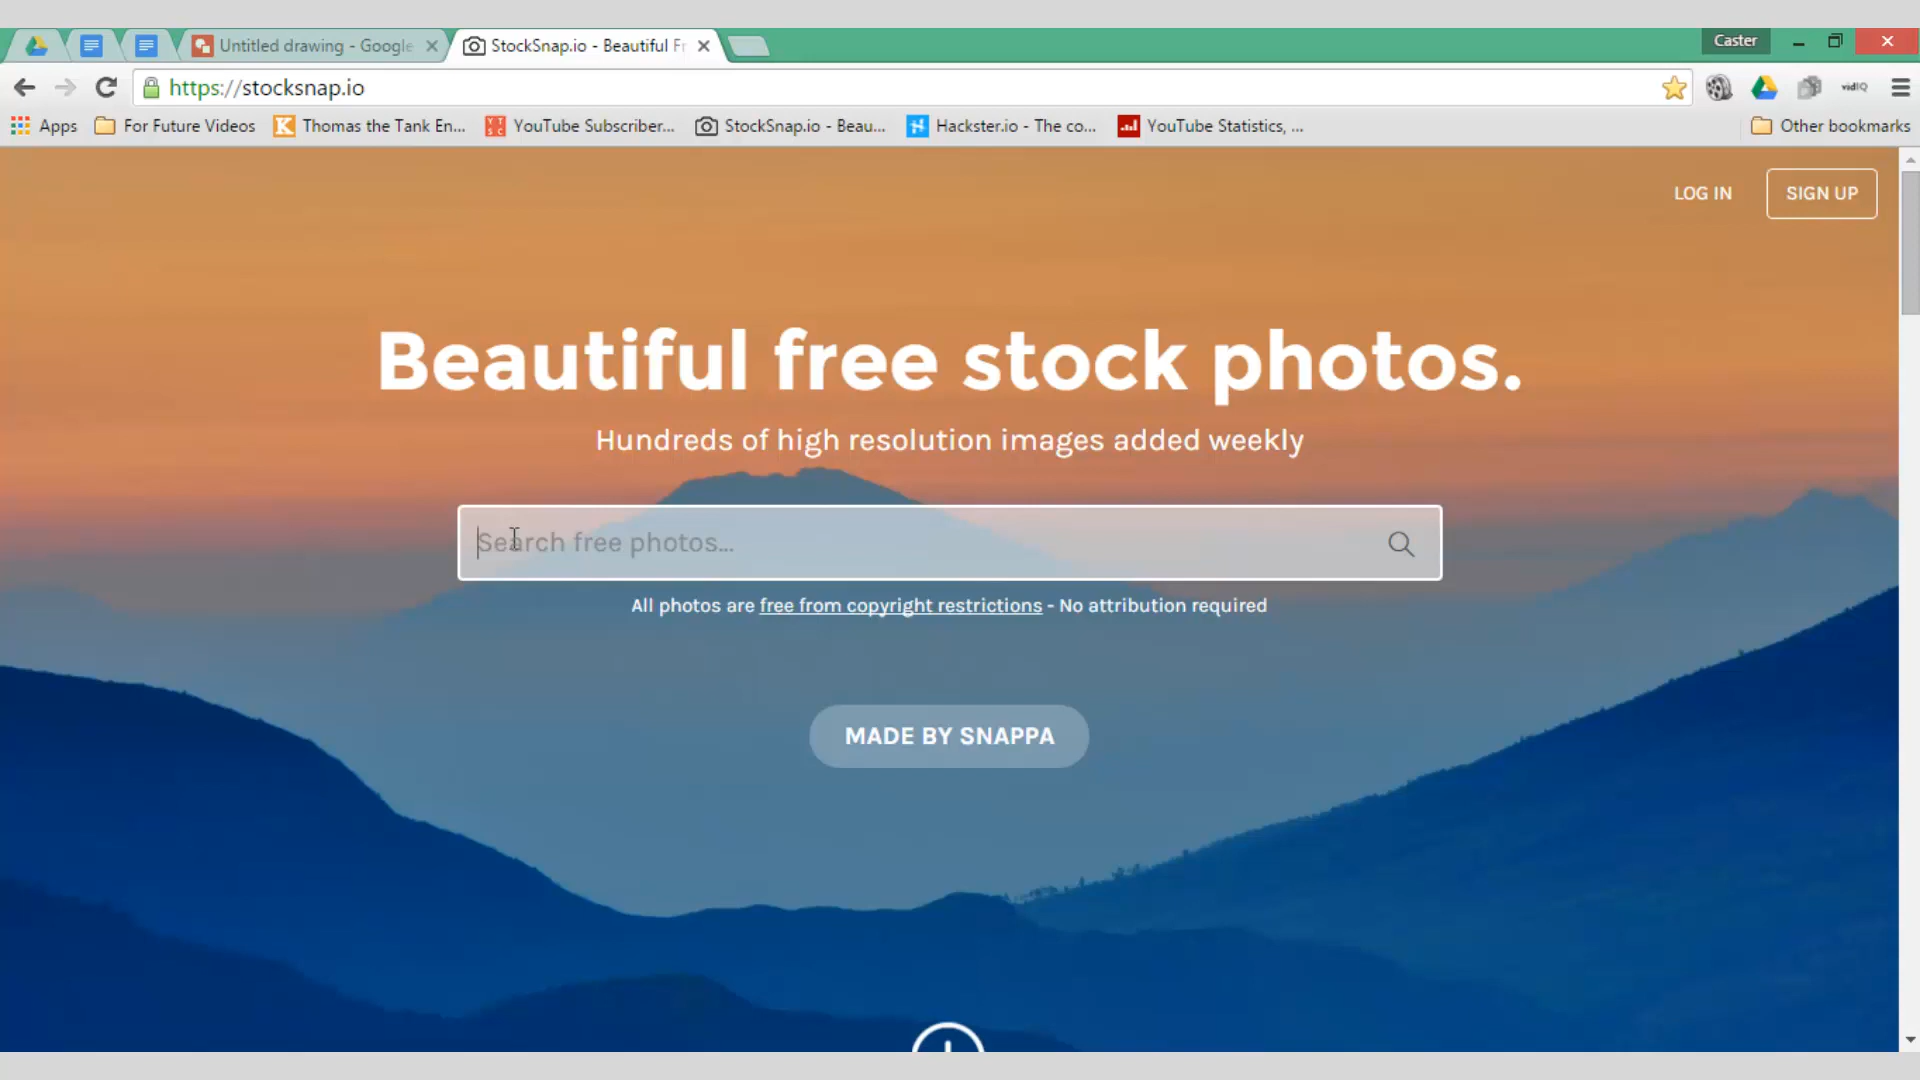 Untitled drawing - Google
StockSnap.io - Beautiful Fr
Caster
https://stocksnap.io
vidIQ
Apps
For Future Videos
Thomas the Tank En...
YouTube Subscriber...
StockSnap.io - Beau...
Hackster.io - The co...
YouTube Statistics, ...
Other bookmarks
LOG IN
SIGN UP
Beautiful free stock photos.
Hundreds of high resolution images added weekly
Search free photos...
All photos are free from copyright restrictions - No attribution required
MADE BY SNAPPA